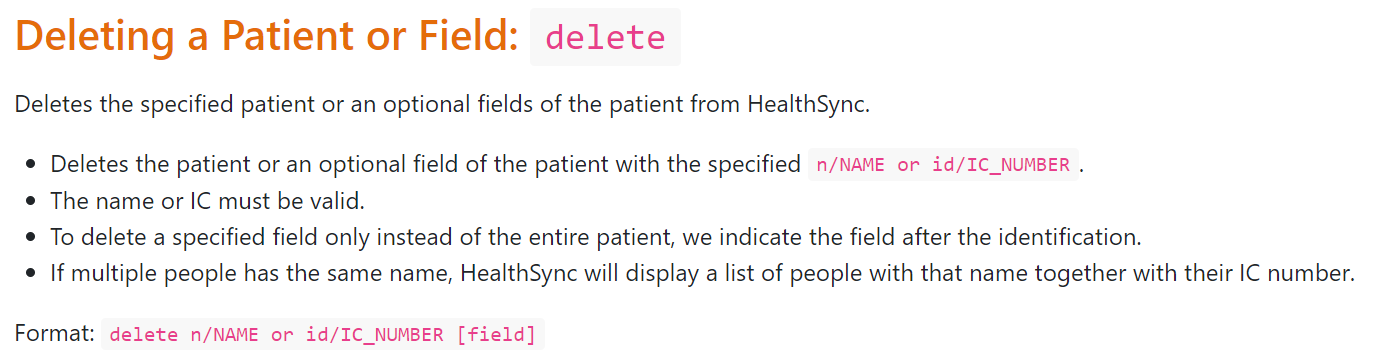 Deleting a Patient or Field: delete
Deletes the specified patient or an optional fields of the patient from HealthSync.
• Deletes the patient or an optional field of the patient with the specified n/NAME or id/IC_NUMBER.
• The name or IC must be valid.
• To delete a specified field only instead of the entire patient, we indicate the field after the identification.
• If multiple people has the same name, HealthSync will display a list of people with that name together with their IC number.
Format: delete n/NAME or id/IC_NUMBER [field]